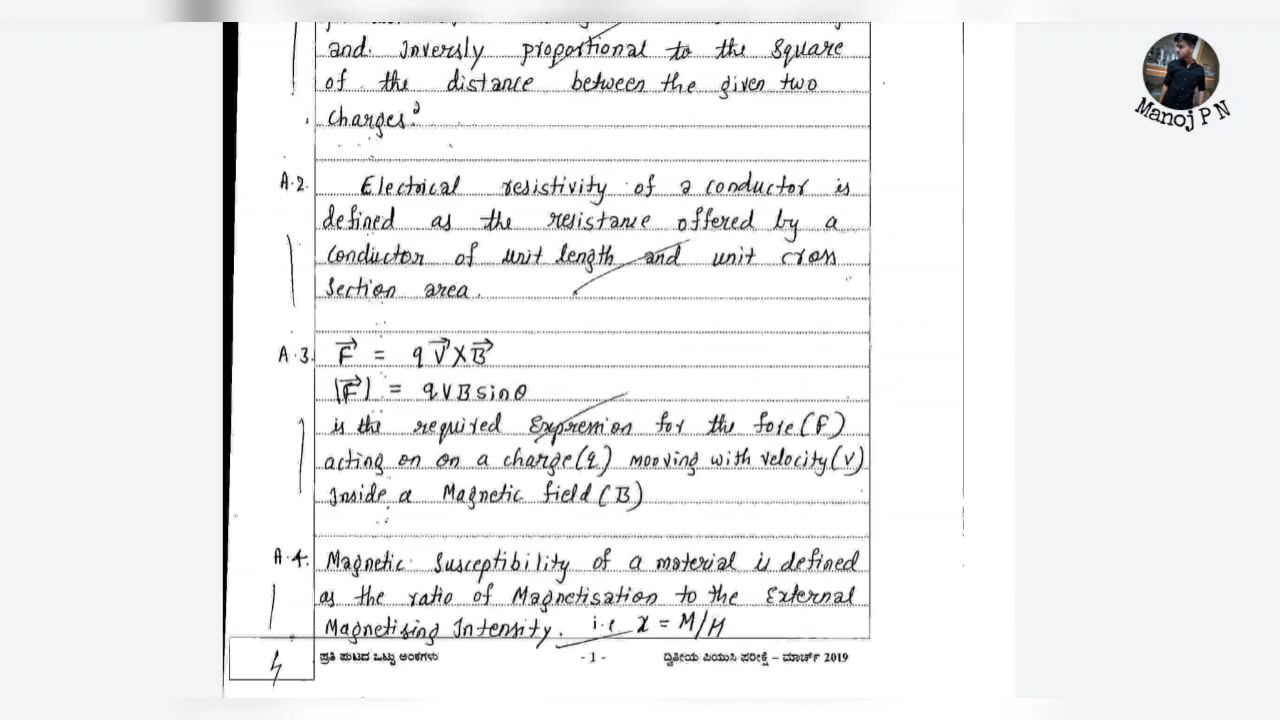 and Inversly proportional to the square
of the distance between the given two
charges"
A.2. Electrical resistivity of a conductor is
defined as the resistance offered by a
conductor of unit length and unit cross
section area.
A.3. F⃗ = q V⃗ X B⃗
|F⃗| = qVB sinθ
is the required Expression for the forc(F)
acting on on a charge(q) mooving with velocity(V)
Inside a Magnetic field(B)
A.4. Magnetic Susceptibility of a material is defined
as the ratio of Magnetisation to the External
Magnetizing Intensity. i.e χ = M/H
4 ಪ್ರತಿ ಪುಟದ ಒಟ್ಟು ಅಂಕಗಳು -1- ದ್ವಿತೀಯ ಪಿಯುಸಿ ಪರೀಕ್ಷೆ – ಮಾರ್ಚ್ 2019
Manoj P N